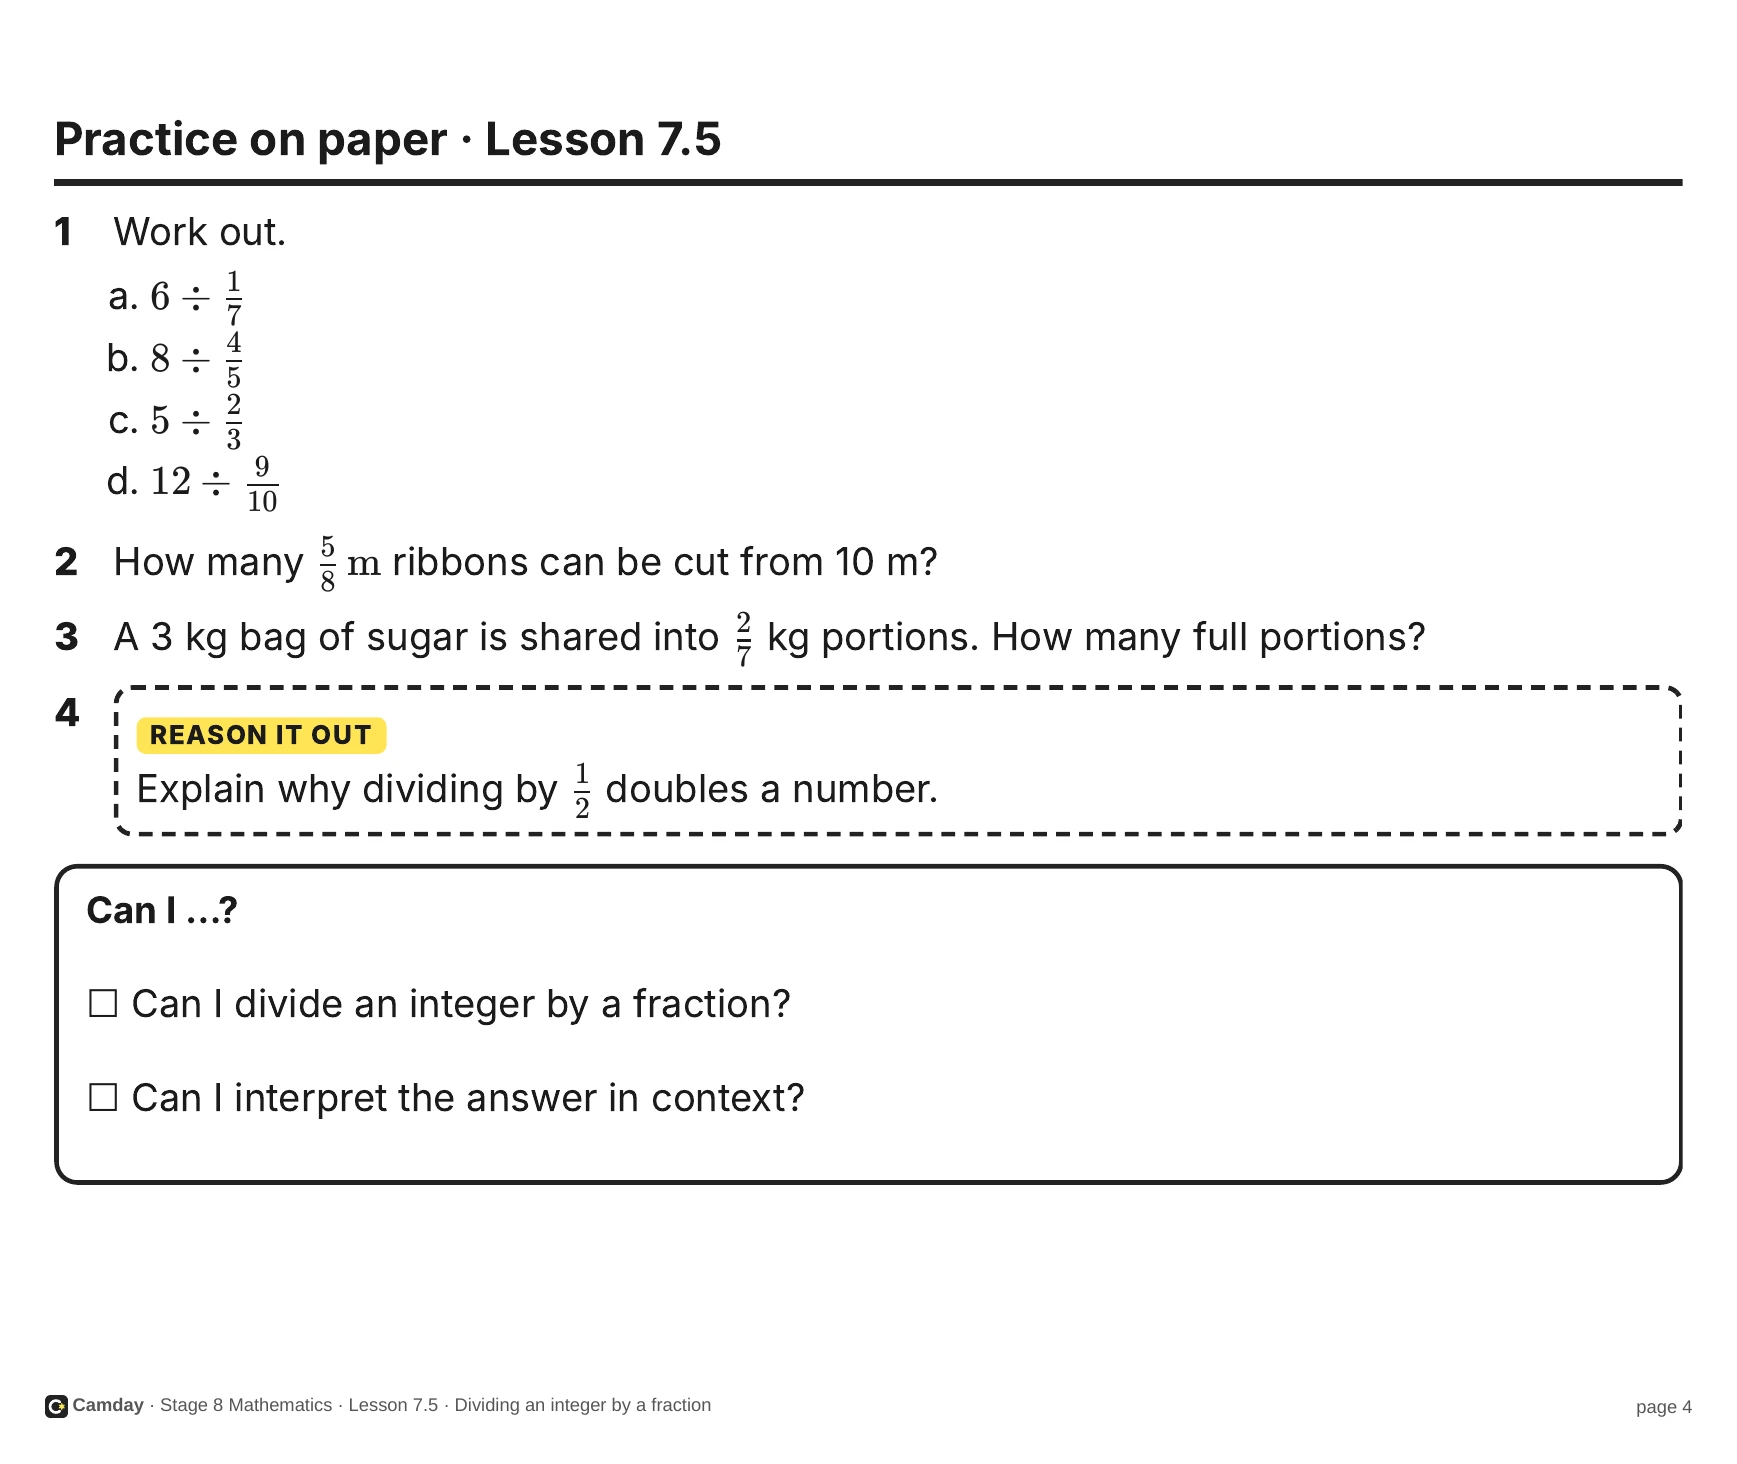 Practice on paper · Lesson 7.5
1 Work out.
a. 6 ÷ 1/7
b. 8 ÷ 4/5
c. 5 ÷ 2/3
d. 12 ÷ 9/10
2 How many 5/8 m ribbons can be cut from 10 m?
3 A 3 kg bag of sugar is shared into 2/7 kg portions. How many full portions?
4
REASON IT OUT
Explain why dividing by 1/2 doubles a number.
Can I …?
☐ Can I divide an integer by a fraction?
☐ Can I interpret the answer in context?
Camday · Stage 8 Mathematics · Lesson 7.5 · Dividing an integer by a fraction
page 4